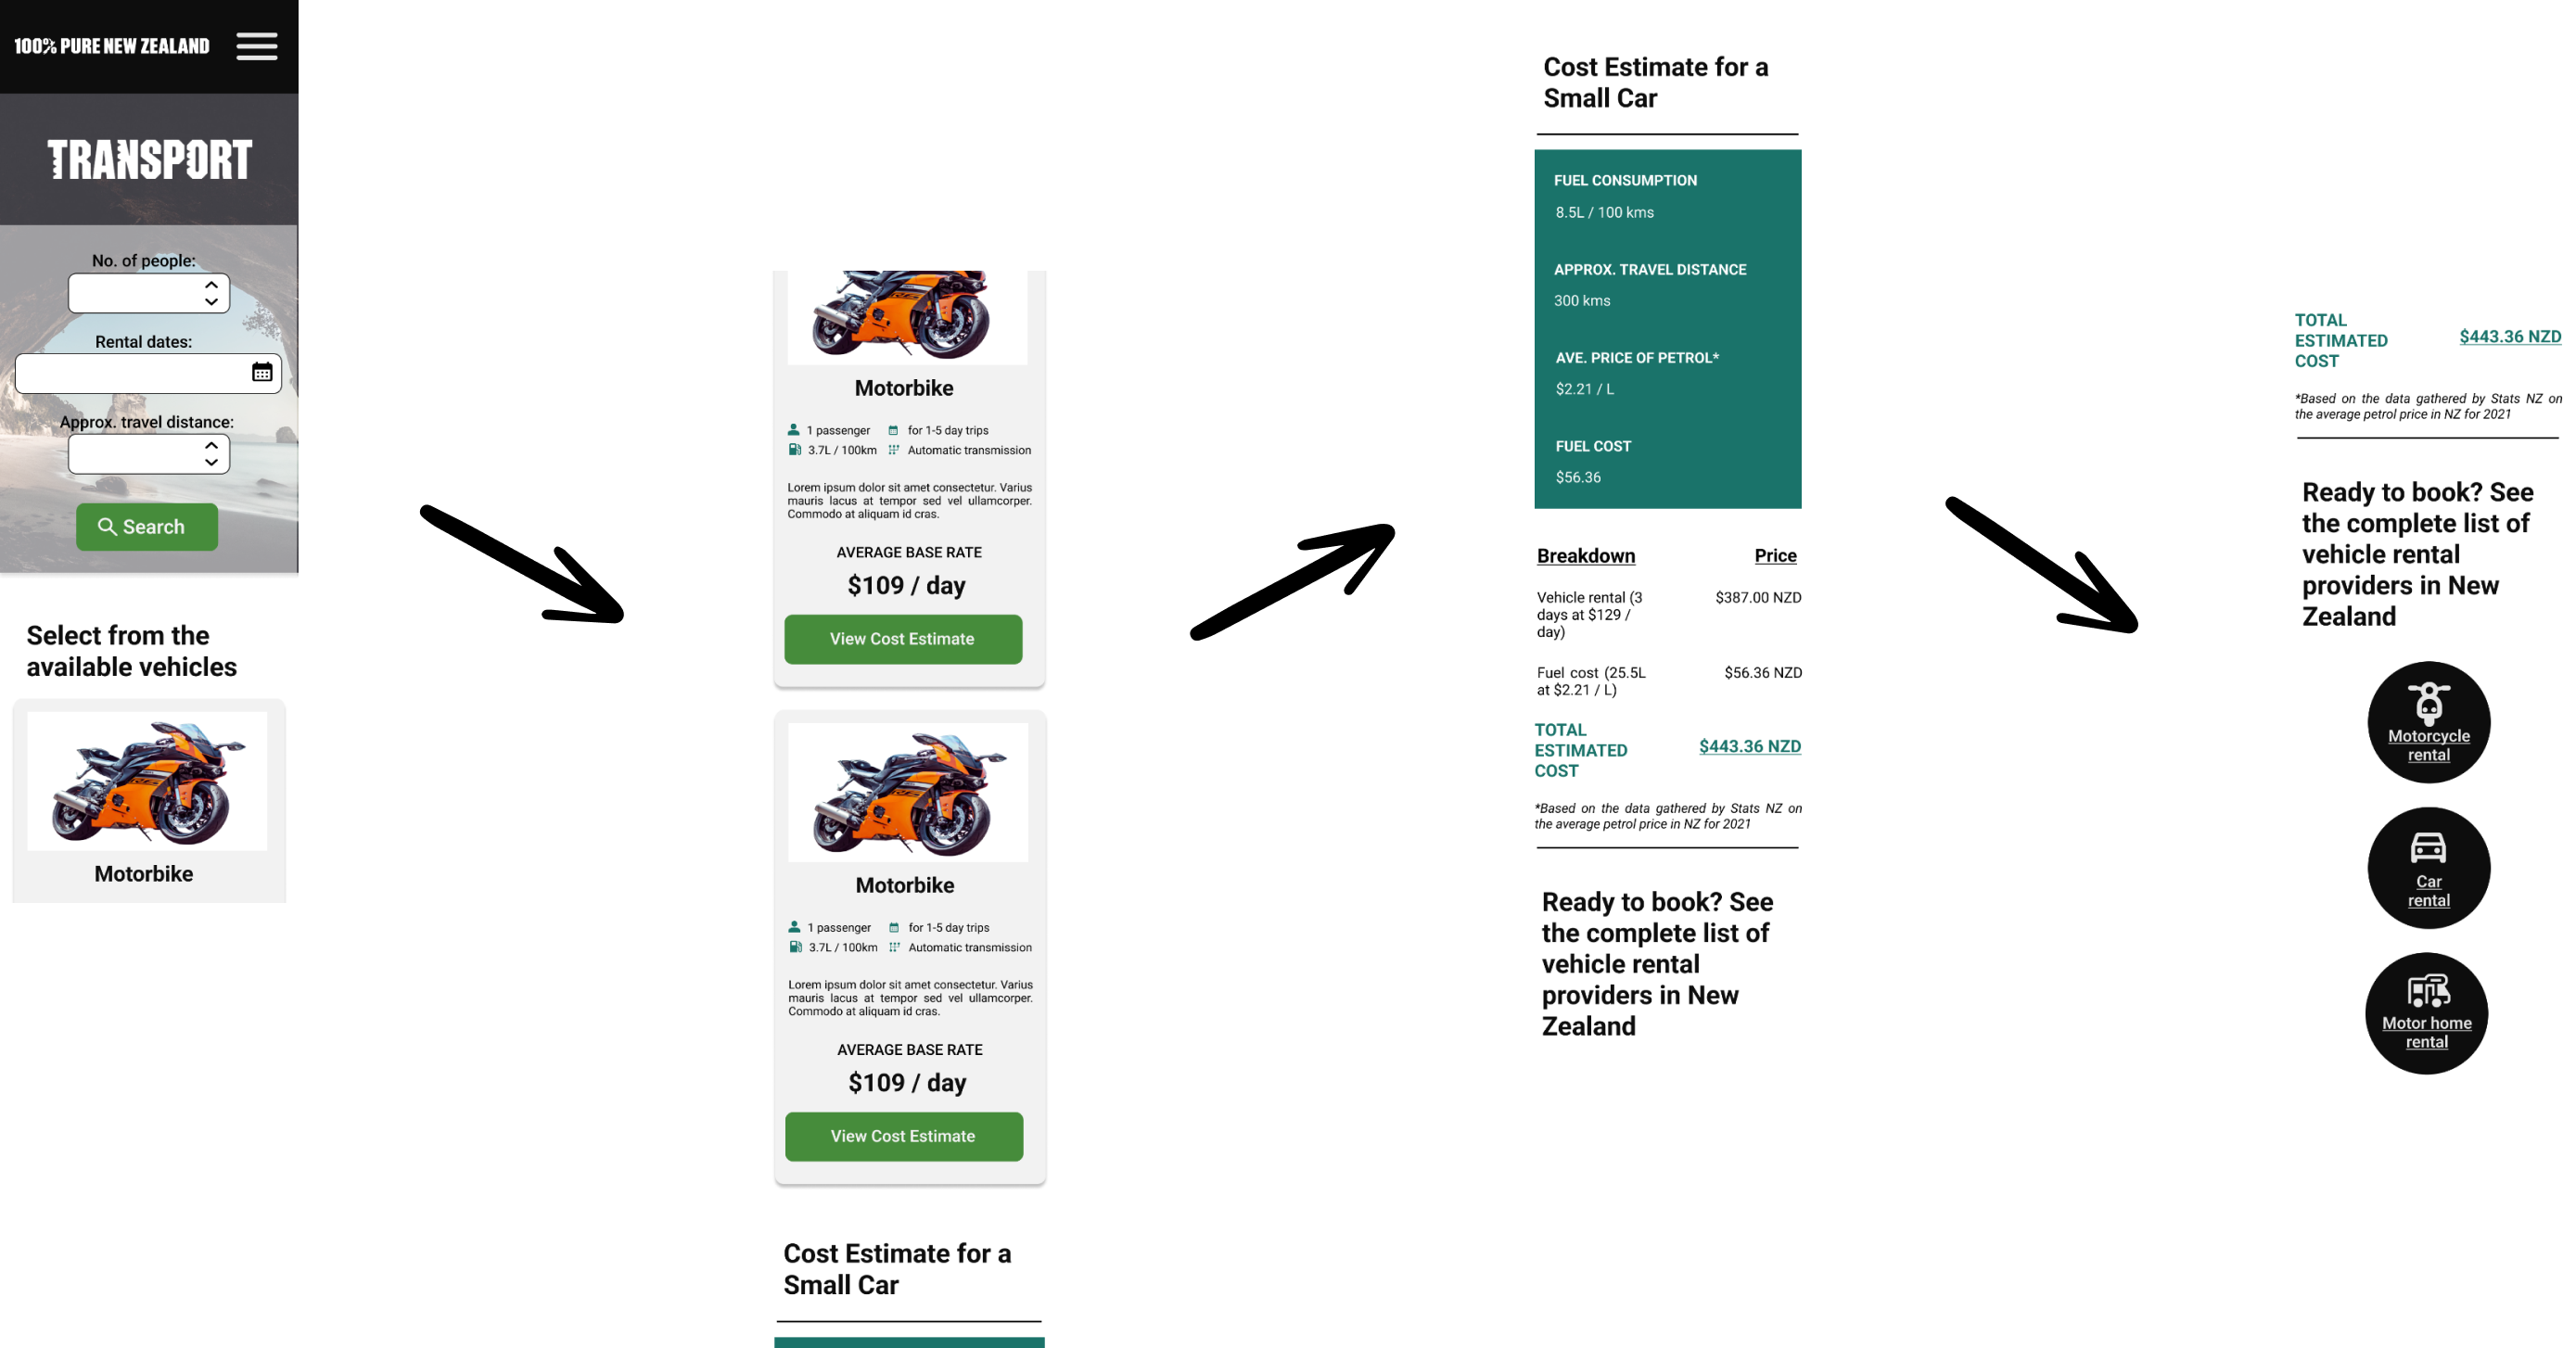 100% PURE NEW ZEALAND
TRANSPORT
No. of people:
Rental dates:
Approx. travel distance:
Search
Select from the
available vehicles
Motorbike
Motorbike
1 passenger for 1-5 day trips
3.7L / 100km Automatic transmission
Lorem ipsum dolor sit amet consectetur. Varius
mauris lacus at tempor sed vel ullamcorper.
Commodo at aliquam id cras.
AVERAGE BASE RATE
$109 / day
View Cost Estimate
Motorbike
1 passenger for 1-5 day trips
3.7L / 100km Automatic transmission
Lorem ipsum dolor sit amet consectetur. Varius
mauris lacus at tempor sed vel ullamcorper.
Commodo at aliquam id cras.
AVERAGE BASE RATE
$109 / day
View Cost Estimate
Cost Estimate for a
Small Car
Cost Estimate for a
Small Car
FUEL CONSUMPTION
8.5L / 100 kms
APPROX. TRAVEL DISTANCE
300 kms
AVE. PRICE OF PETROL*
$2.21 / L
FUEL COST
$56.36
Breakdown Price
Vehicle rental (3 $387.00 NZD
days at $129 /
day)
Fuel cost (25.5L $56.36 NZD
at $2.21 / L)
TOTAL
ESTIMATED $443.36 NZD
COST
*Based on the data gathered by Stats NZ on
the average petrol price in NZ for 2021
Ready to book? See
the complete list of
vehicle rental
providers in New
Zealand
TOTAL
ESTIMATED $443.36 NZD
COST
*Based on the data gathered by Stats NZ on
the average petrol price in NZ for 2021
Ready to book? See
the complete list of
vehicle rental
providers in New
Zealand
Motorcycle
rental
Car
rental
Motor home
rental